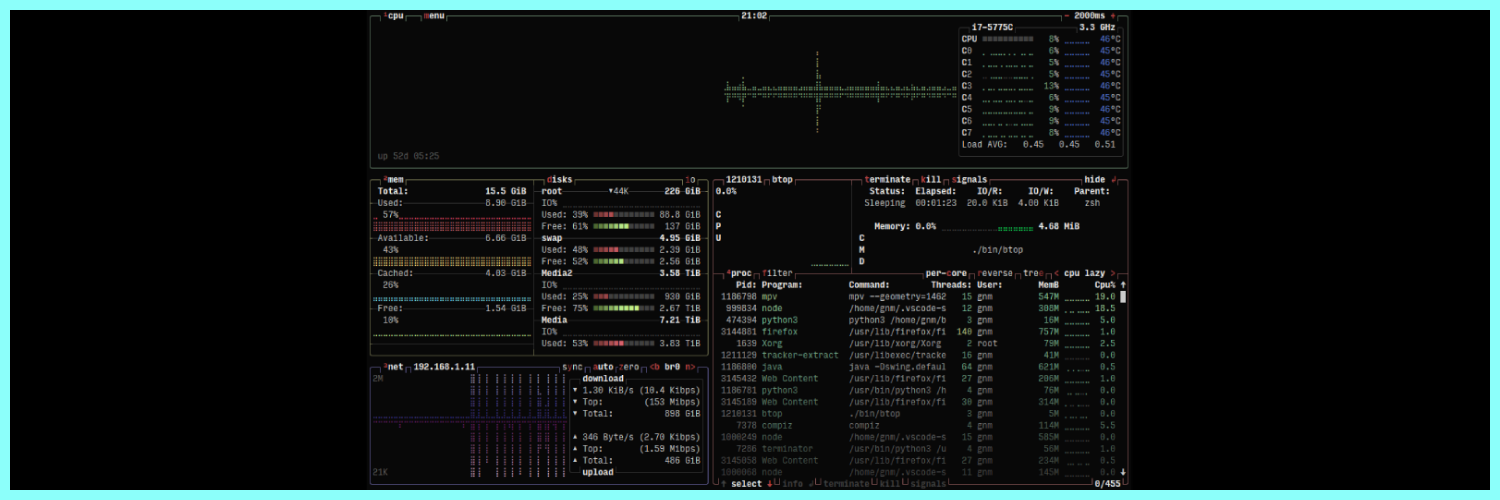 ¹cpu menu 21:02 - 2000ms +
i7-5775C 3.3 GHz
CPU 8% 46°C
C0 6% 45°C
C1 5% 46°C
C2 5% 45°C
C3 13% 46°C
C4 6% 45°C
C5 9% 46°C
C6 9% 45°C
C7 8% 46°C
Load AVG: 0.45 0.45 0.51
up 52d 05:25
²mem
Total: 15.5 GiB
Used: 8.90 GiB
57%
Available: 6.66 GiB
43%
Cached: 4.03 GiB
26%
Free: 1.54 GiB
10%
disks io
root ▼44K 226 GiB
IO%
Used: 39% 88.8 GiB
Free: 61% 137 GiB
swap 4.95 GiB
Used: 48% 2.39 GiB
Free: 52% 2.56 GiB
Media2 3.58 TiB
IO%
Used: 25% 930 GiB
Free: 75% 2.67 TiB
Media 7.21 TiB
IO%
Used: 53% 3.83 TiB
³net 192.168.1.11 sync auto zero <b br0 n>
2M
21K
download
▼ 1.30 KiB/s (10.4 Kibps)
▼ Top: (153 Mibps)
▼ Total: 898 GiB
▲ 346 Byte/s (2.70 Kibps)
▲ Top: (1.59 Mibps)
▲ Total: 486 GiB
upload
1210131 btop terminate kill signals hide ↲
0.0%
C
P
U
Status: Elapsed: IO/R: IO/W: Parent:
Sleeping 00:01:23 20.0 KiB 4.00 KiB zsh
Memory: 0.0% 4.68 MiB
C
M ./bin/btop
D
⁴proc filter per-core reverse tree < cpu lazy >
Pid: Program: Command: Threads: User: MemB Cpu% ↑
1186798 mpv mpv --geometry=1462 15 gnm 547M 19.0
999834 node /home/gnm/.vscode-s 12 gnm 308M 18.5
474394 python3 python3 /home/gnm/b 3 gnm 16M 5.0
3144881 firefox /usr/lib/firefox/fi 140 gnm 757M 1.0
1639 Xorg /usr/lib/xorg/Xorg 2 root 79M 2.5
1211129 tracker-extract /usr/libexec/tracke 16 gnm 41M 0.0
1186880 java java -Dswing.defaul 64 gnm 621M 0.5
3145432 Web Content /usr/lib/firefox/fi 27 gnm 206M 1.0
1186781 python3 /usr/bin/python3 /h 4 gnm 76M 0.0
3145189 Web Content /usr/lib/firefox/fi 30 gnm 314M 0.0
1210131 btop ./bin/btop 3 gnm 5M 0.0
7378 compiz compiz 4 gnm 114M 5.5
1000249 node /home/gnm/.vscode-s 15 gnm 585M 0.0
7286 terminator /usr/bin/python3 /u 4 gnm 56M 1.0
3145058 Web Content /usr/lib/firefox/fi 27 gnm 234M 0.5
1000068 node /home/gnm/.vscode-s 11 gnm 145M 0.0 ↓
↑ select ↓ info ↲ terminate kill signals 0/455